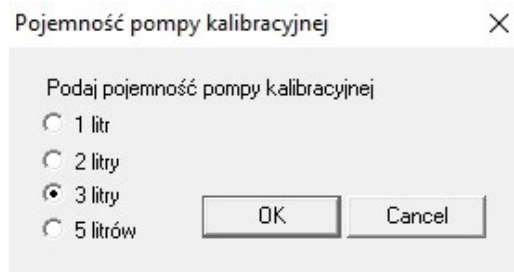 Pojemność pompy kalibracyjnej
Podaj pojemność pompy kalibracyjnej
1 litr
2 litry
3 litry
5 litrów
OK
Cancel